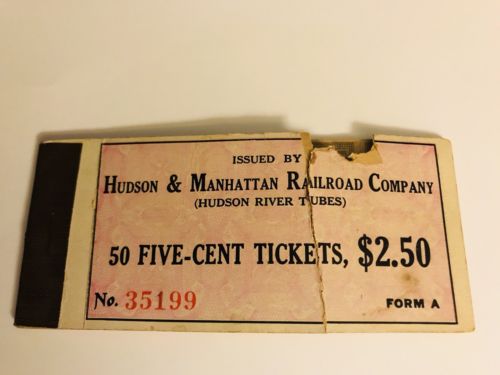 ISSUED BY
HUDSON & MANHATTAN RAILROAD COMPANY
(HUDSON RIVER TUBES)
50 FIVE-CENT TICKETS, $2.50
No. 35199
FORM A